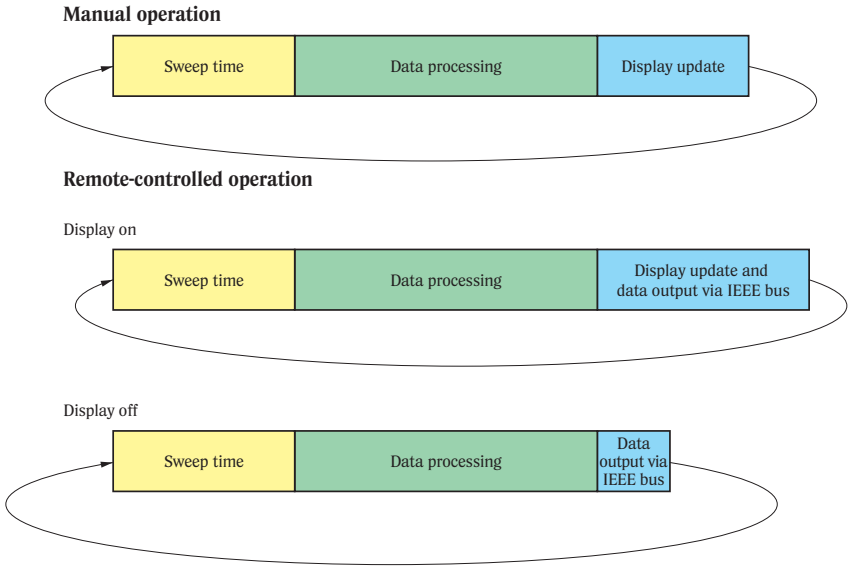 Manual operation
Sweep time
Data processing
Display update
Remote-controlled operation
Display on
Sweep time
Data processing
Display update and
data output via IEEE bus
Display off
Sweep time
Data processing
Data
output via
IEEE bus